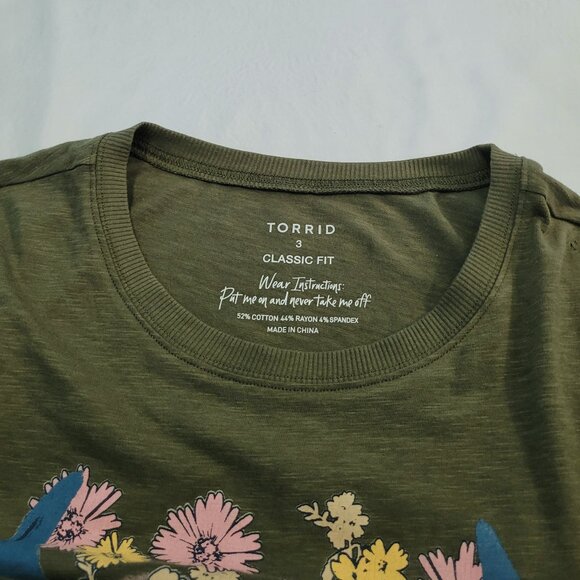 TORRID
3
CLASSIC FIT
Wear Instructions:
Put me on and never take me off
52% COTTON 44% RAYON 4% SPANDEX
MADE IN CHINA